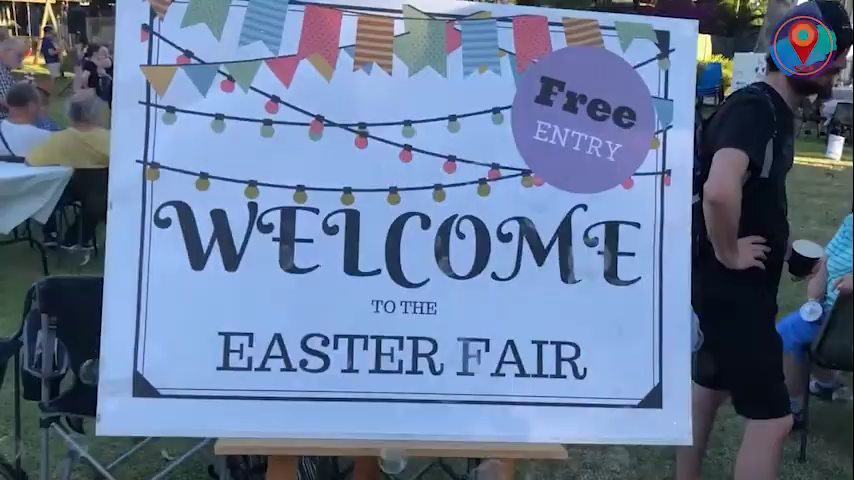 Free
ENTRY
WELCOME
TO THE
EASTER FAIR